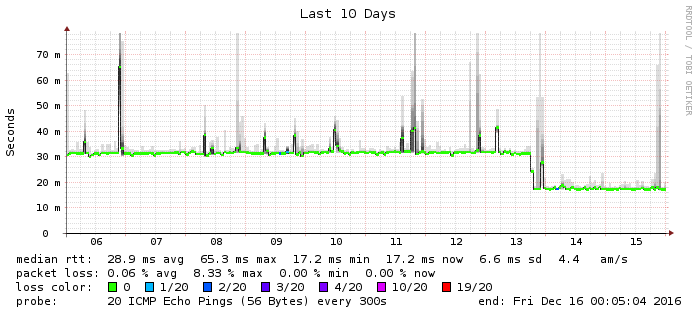 Last 10 Days
RRDTOOL / TOBI OETIKER
Seconds
70 m
60 m
50 m
40 m
30 m
20 m
10 m
0
06 07 08 09 10 11 12 13 14 15
median rtt: 28.9 ms avg 65.3 ms max 17.2 ms min 17.2 ms now 6.6 ms sd 4.4 am/s
packet loss: 0.06 % avg 8.33 % max 0.00 % min 0.00 % now
loss color: 0 1/20 2/20 3/20 4/20 10/20 19/20
probe: 20 ICMP Echo Pings (56 Bytes) every 300s end: Fri Dec 16 00:05:04 2016